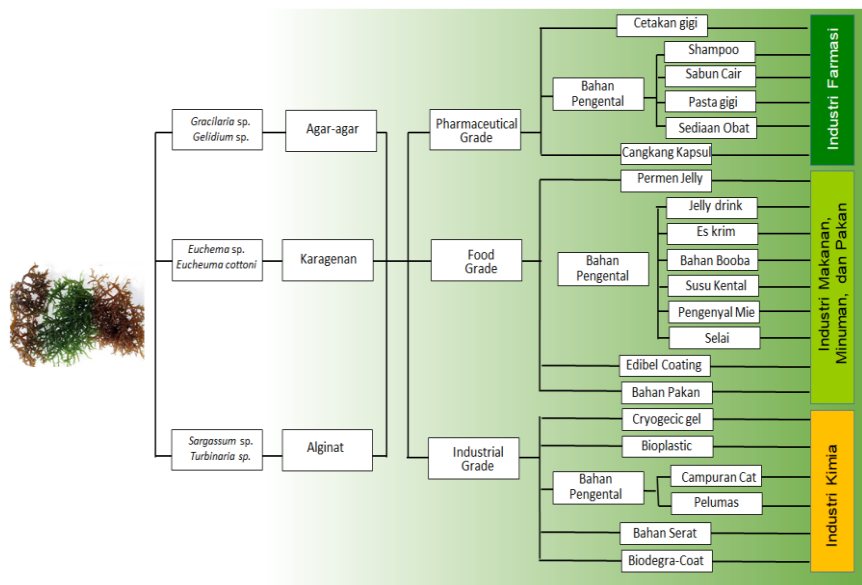 Gracilaria sp.
Gelidium sp.
Agar-agar
Euchema sp.
Eucheuma cottoni
Karagenan
Sargassum sp.
Turbinaria sp.
Alginat
Pharmaceutical
Grade
Cetakan gigi
Bahan
Pengental
Shampoo
Sabun Cair
Pasta gigi
Sediaan Obat
Cangkang Kapsul
Industri Farmasi
Food
Grade
Permen Jelly
Bahan
Pengental
Jelly drink
Es krim
Bahan Booba
Susu Kental
Pengenyal Mie
Selai
Edibel Coating
Bahan Pakan
Industri Makanan,
Minuman, dan Pakan
Industrial
Grade
Cryogecic gel
Bioplastic
Bahan
Pengental
Campuran Cat
Pelumas
Bahan Serat
Biodegra-Coat
Industri Kimia